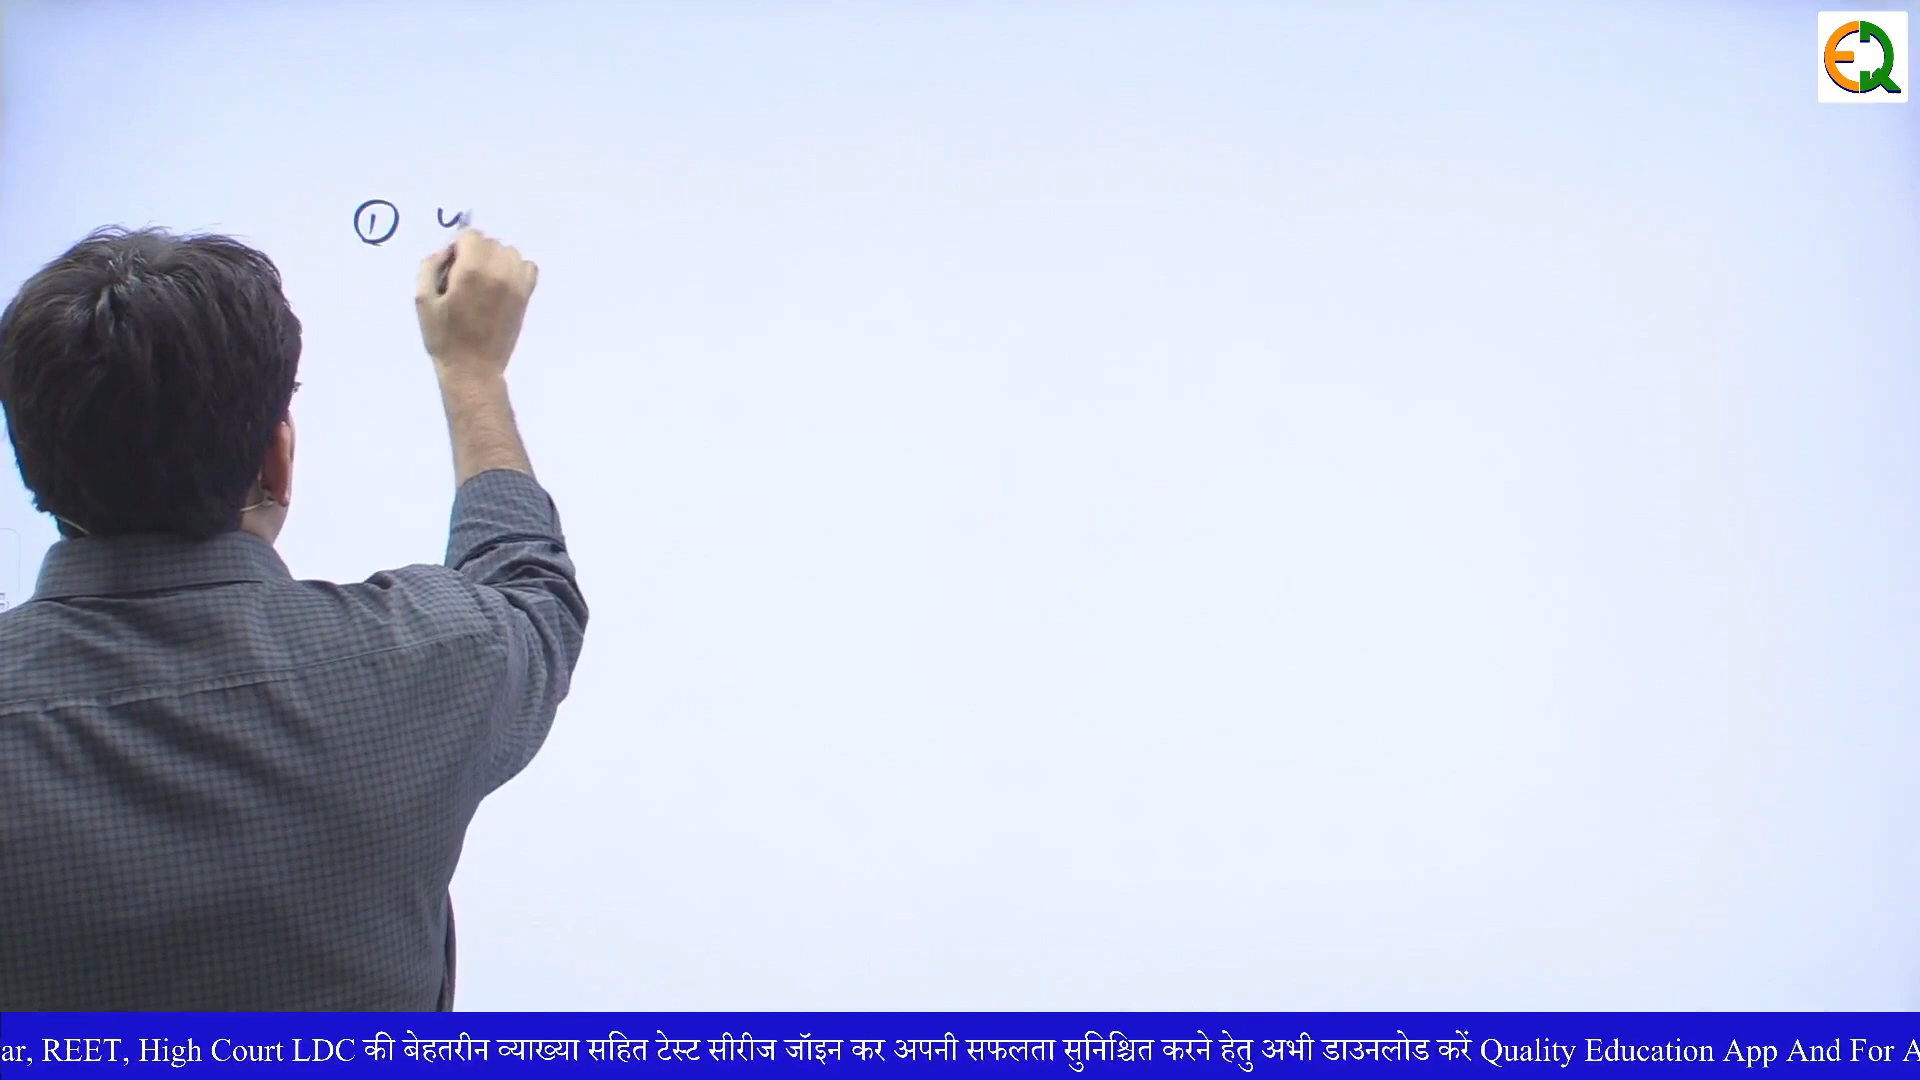 EQ
①
ar, REET, High Court LDC की बेहतरीन व्याख्या सहित टेस्ट सीरीज जॉइन कर अपनी सफलता सुनिश्चित करने हेतु अभी डाउनलोड करें Quality Education App And For A